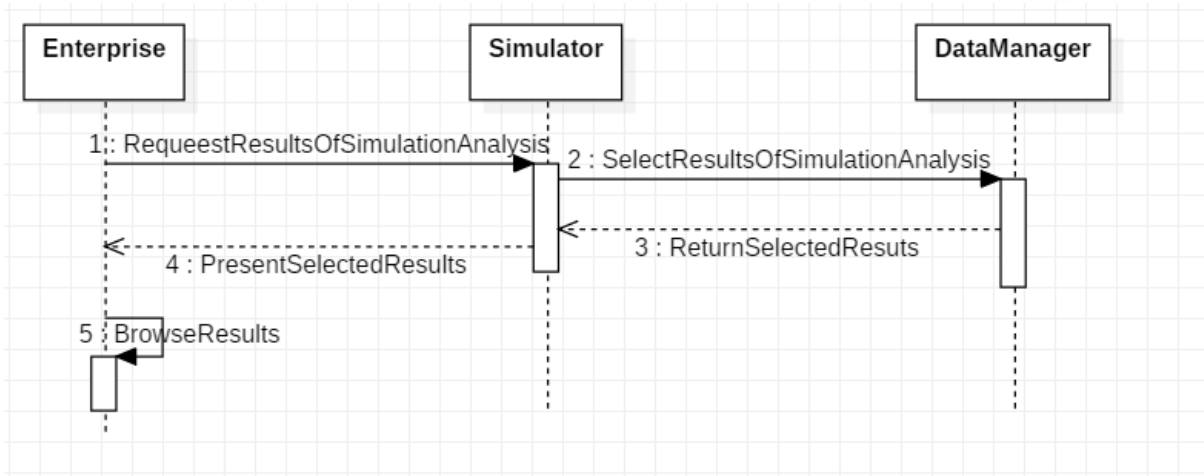 Enterprise
Simulator
DataManager
1 : RequeestResultsOfSimulationAnalysis
2 : SelectResultsOfSimulationAnalysis
3 : ReturnSelectedResuts
4 : PresentSelectedResults
5 : BrowseResults